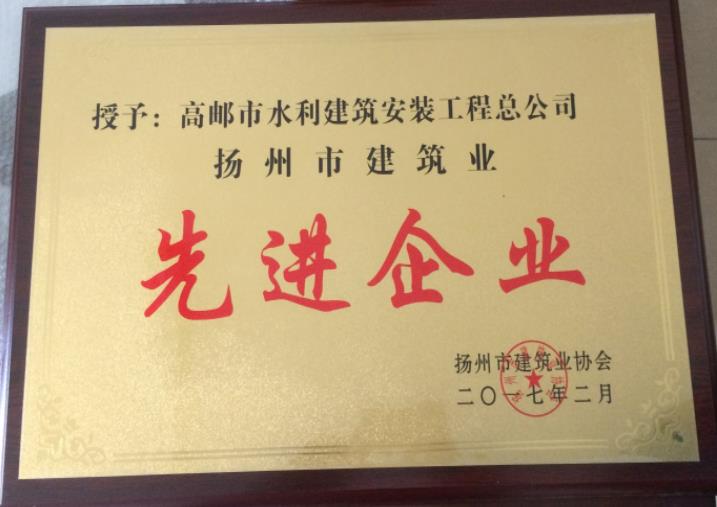 授予：高邮市水利建筑安装工程总公司
扬州市建筑业
先进企业
扬州市建筑业协会
二〇一七年二月